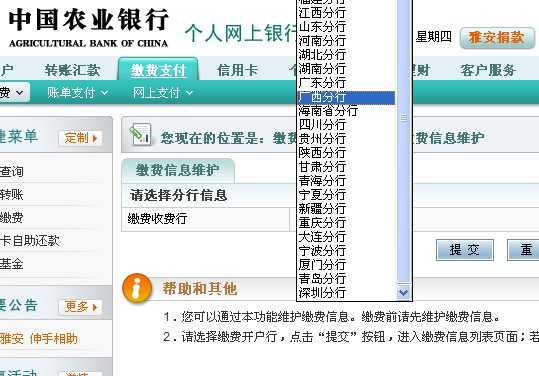 中国农业银行
AGRICULTURAL BANK OF CHINA
个人网上银行
星期四
雅安捐款
户 转账汇款 缴费支付 信用卡 理财 客户服务
费 账单支付 网上支付
捷菜单 定制
查询
转账
缴费
卡自助还款
基金
要公告 更多
雅安 伸手相助
您现在的位置是：缴费 费信息维护
缴费信息维护
请选择分行信息
缴费收费行
江西分行
山东分行
河南分行
湖北分行
湖南分行
广东分行
广西分行
海南省分行
四川分行
贵州分行
陕西分行
甘肃分行
青海分行
宁夏分行
新疆分行
重庆分行
大连分行
宁波分行
厦门分行
青岛分行
深圳分行
提 交 重
帮助和其他
1．您可以通过本功能维护缴费信息。缴费前请先维护缴费信息。
2．请选择缴费开户行，点击“提交”按钮，进入缴费信息列表页面；若